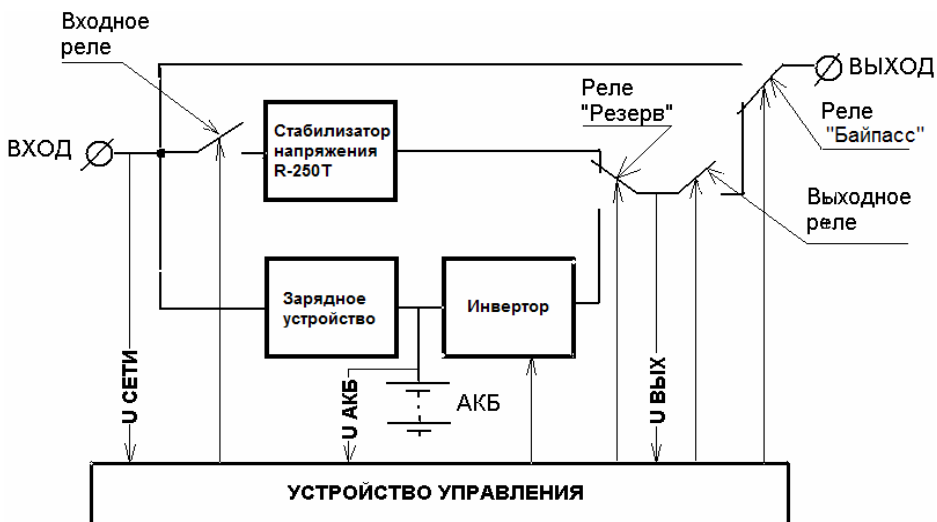 Входное
реле
ВХОД
Стабилизатор
напряжения
R-250Т
Реле
"Резерв"
ВЫХОД
Реле
"Байпасс"
Выходное
реле
Зарядное
устройство
Инвертор
U СЕТИ
U АКБ
АКБ
U ВЫХ
УСТРОЙСТВО УПРАВЛЕНИЯ